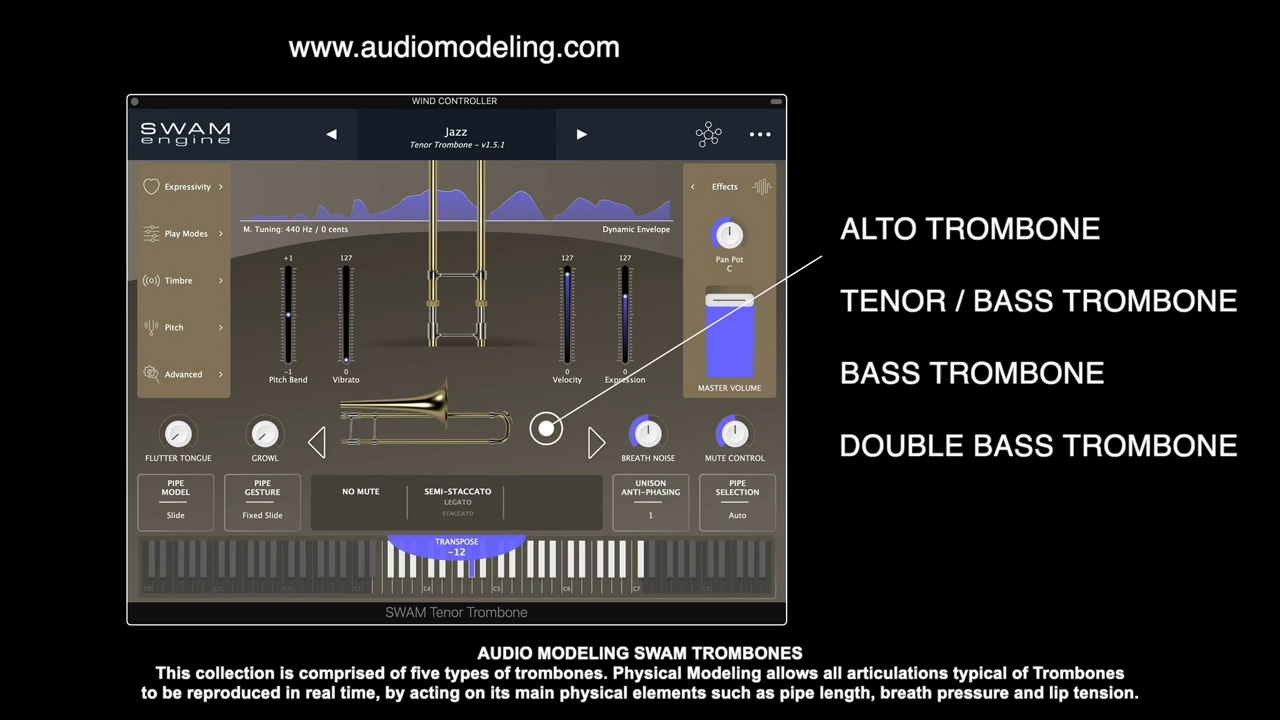 www.audiomodeling.com
WIND CONTROLLER
SWAM
engine
Jazz
Tenor Trombone - v1.5.1
Expressivity
Play Modes
Timbre
Pitch
Advanced
M. Tuning: 440 Hz / 0 cents
Dynamic Envelope
+1
127
127
127
-1
0
0
0
Pitch Bend
Vibrato
Velocity
Expression
Effects
Pan Pot
C
MASTER VOLUME
ALTO TROMBONE
TENOR / BASS TROMBONE
BASS TROMBONE
DOUBLE BASS TROMBONE
FLUTTER TONGUE
GROWL
BREATH NOISE
MUTE CONTROL
PIPE
MODEL
Slide
PIPE
GESTURE
Fixed Slide
NO MUTE
SEMI-STACCATO
LEGATO
STACCATO
UNISON
ANTI-PHASING
1
PIPE
SELECTION
Auto
TRANSPOSE
-12
C4
C5
C6
C7
SWAM Tenor Trombone
AUDIO MODELING SWAM TROMBONES
This collection is comprised of five types of trombones. Physical Modeling allows all articulations typical of Trombones
to be reproduced in real time, by acting on its main physical elements such as pipe length, breath pressure and lip tension.